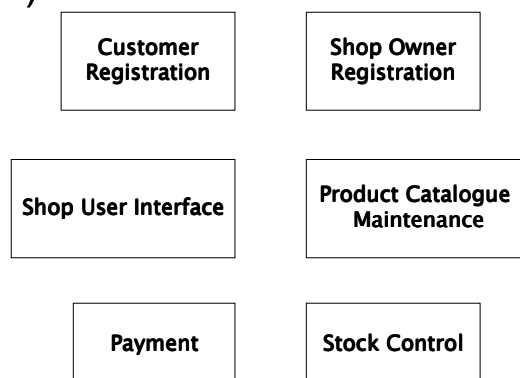 Customer
Registration
Shop Owner
Registration
Shop User Interface
Product Catalogue
Maintenance
Payment
Stock Control